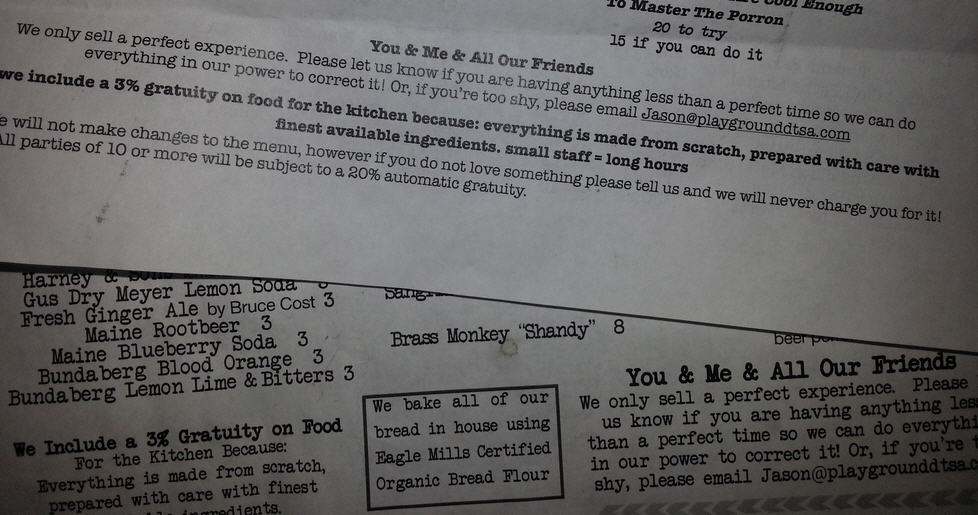 Cool Enough
To Master The Porron
20 to try
15 if you can do it
You & Me & All Our Friends
We only sell a perfect experience. Please let us know if you are having anything less than a perfect time so we can do
everything in our power to correct it! Or, if you're too shy, please email Jason@playgrounddtsa.com
we include a 3% gratuity on food for the kitchen because: everything is made from scratch, prepared with care with
finest available ingredients. small staff = long hours
will not make changes to the menu, however if you do not love something please tell us and we will never charge you for it!
All parties of 10 or more will be subject to a 20% automatic gratuity.
Harney &
Gus Dry Meyer Lemon Soda
Fresh Ginger Ale by Bruce Cost 3
Maine Rootbeer 3
Maine Blueberry Soda 3
Bundaberg Blood Orange 3
Bundaberg Lemon Lime & Bitters 3
We Include a 3% Gratuity on Food
For the Kitchen Because:
Everything is made from scratch,
prepared with care with finest
ingredients.
Brass Monkey "Shandy" 8
We bake all of our
bread in house using
Eagle Mills Certified
Organic Bread Flour
beer
You & Me & All Our Friends
We only sell a perfect experience. Please
us know if you are having anything less
than a perfect time so we can do everythi
in our power to correct it! Or, if you're
shy, please email Jason@playgrounddtsa.c